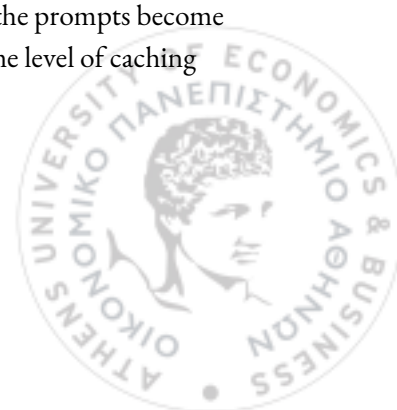 the prompts become
he level of caching
ATHENS UNIVERSITY OF ECONOMICS & BUSINESS
ΟΙΚΟΝΟΜΙΚΟ ΠΑΝΕΠΙΣΤΗΜΙΟ ΑΘΗΝΩΝ